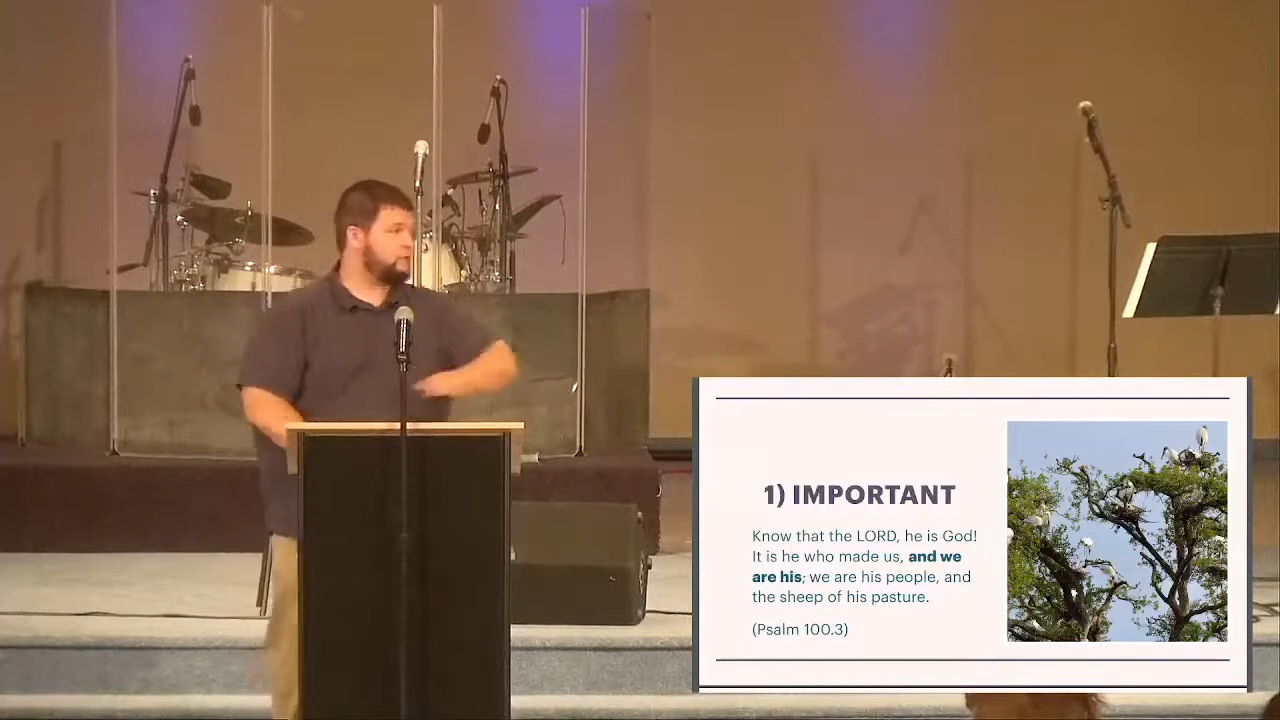 1) IMPORTANT
Know that the LORD, he is God!
It is he who made us, and we
are his; we are his people, and
the sheep of his pasture.
(Psalm 100.3)